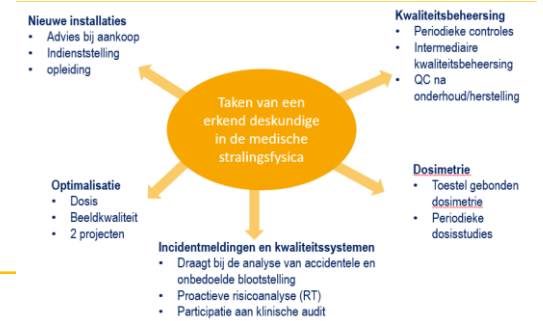 Nieuwe installaties
• Advies bij aankoop
• Indienststelling
• opleiding
Kwaliteitsbeheersing
• Periodieke controles
• Intermediaire
kwaliteitsbeheersing
• QC na
onderhoud/herstelling
Taken van een
erkend deskundige
in de medische
stralingsfysica
Optimalisatie
• Dosis
• Beeldkwaliteit
• 2 projecten
Dosimetrie
• Toestel gebonden
dosimetrie
• Periodieke
dosisstudies
Incidentmeldingen en kwaliteitssystemen
• Draagt bij de analyse van accidentele en
onbedoelde blootstelling
• Proactieve risicoanalyse (RT)
• Participatie aan klinische audit